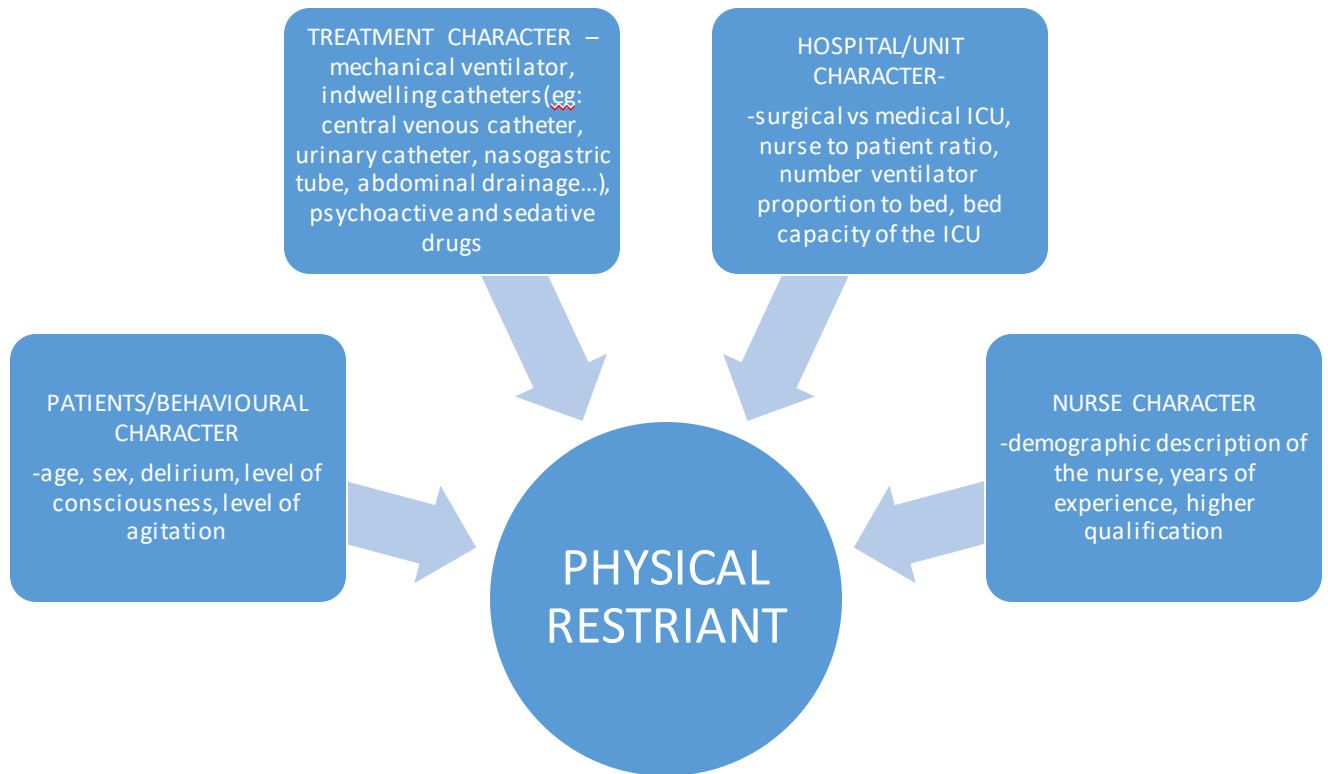 TREATMENT CHARACTER –
mechanical ventilator,
indwelling catheters(eg:
central venous catheter,
urinary catheter, nasogastric
tube, abdominal drainage...),
psychoactive and sedative
drugs
HOSPITAL/UNIT
CHARACTER-
-surgical vs medical ICU,
nurse to patient ratio,
number ventilator
proportion to bed, bed
capacity of the ICU
PATIENTS/BEHAVIOURAL
CHARACTER
-age, sex, delirium, level of
consciousness, level of
agitation
NURSE CHARACTER
-demographic description of
the nurse, years of
experience, higher
qualification
PHYSICAL
RESTRIANT